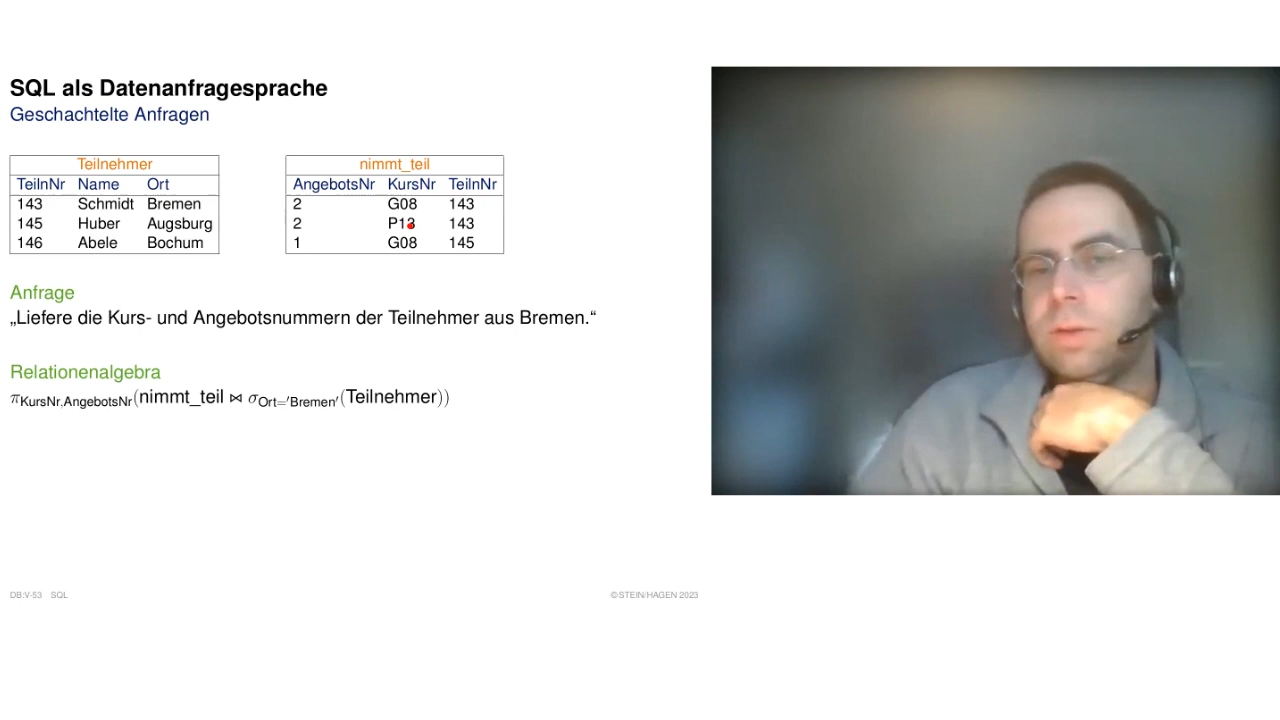 SQL als Datenanfragesprache
Geschachtelte Anfragen
Teilnehmer
TeilnNr Name Ort
143 Schmidt Bremen
145 Huber Augsburg
146 Abele Bochum
nimmt_teil
AngebotsNr KursNr TeilnNr
2 G08 143
2 P13 143
1 G08 145
Anfrage
„Liefere die Kurs- und Angebotsnummern der Teilnehmer aus Bremen.“
Relationenalgebra
πKursNr,AngebotsNr(nimmt_teil ⋈ σOrt='Bremen'(Teilnehmer))
DB:V-53 SQL
©STEIN/HAGEN 2023